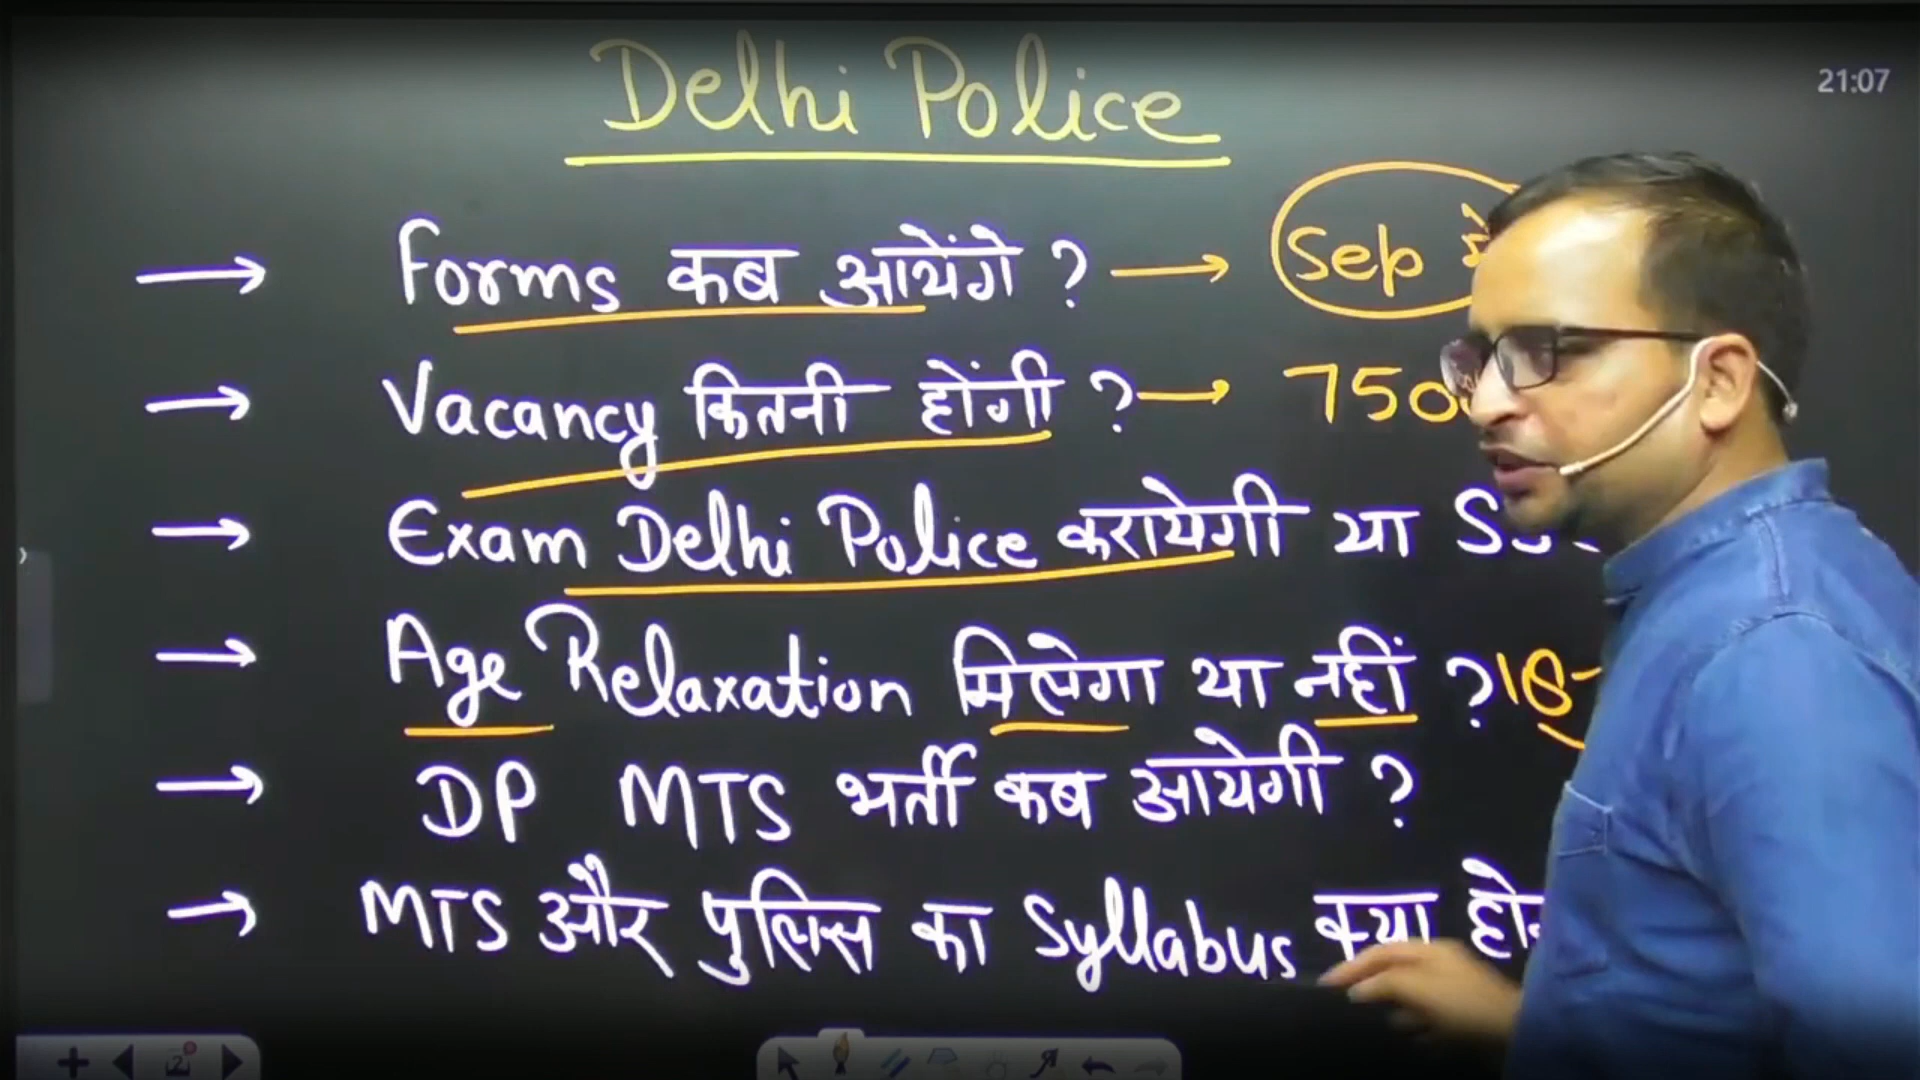 21:07
Delhi Police
→ Forms कब आयेंगे ? → Sep में
→ Vacancy कितनी होंगी ? → 750
→ Exam Delhi Police करायेगी या
→ Age Relaxation मिलेगा या नहीं ? 18-
→ DP MTS भर्ती कब आयेगी ?
→ MTS और पुलिस का Syllabus क्या
2